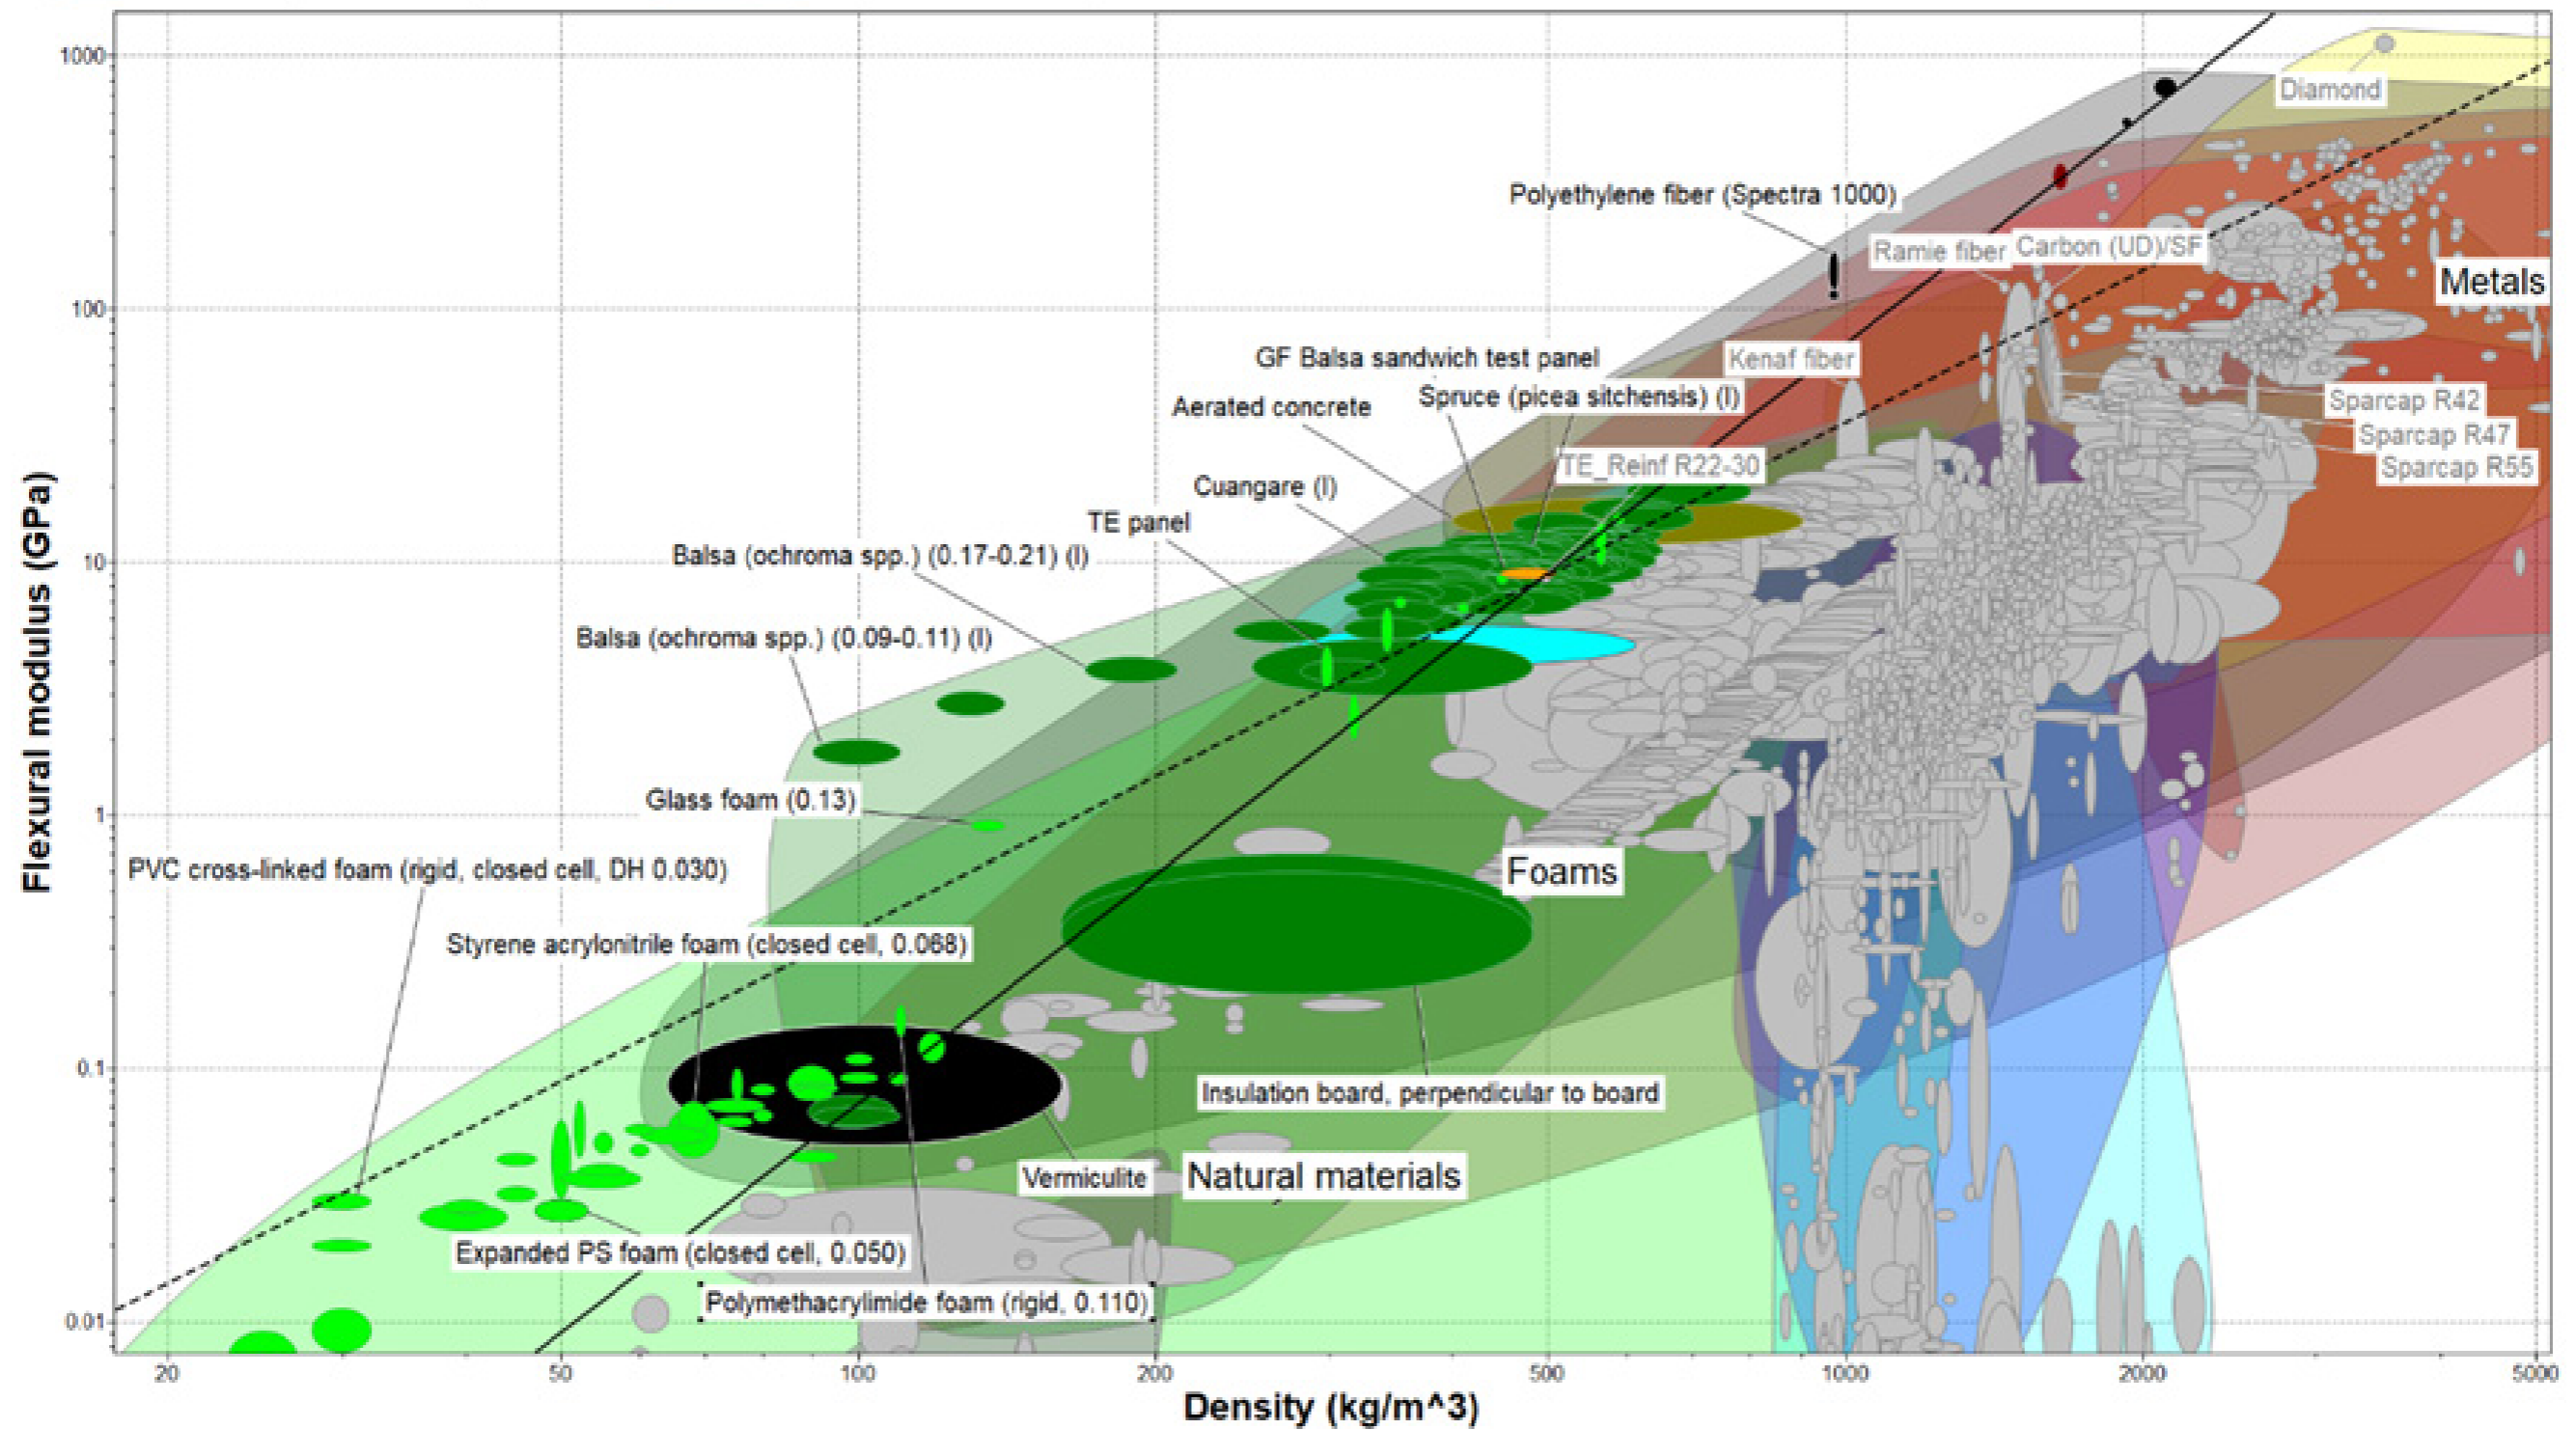 1000
Diamond
Polyethylene fiber (Spectra 1000)
Ramie fiber
Carbon (UD)/SF
Metals
100
GF Balsa sandwich test panel
Kenaf fiber
Aerated concrete
Spruce (picea sitchensis) (l)
Sparcap R42
Sparcap R47
TE_Reinf R22-30
Sparcap R55
Cuangare (l)
TE panel
Balsa (ochroma spp.) (0.17-0.21) (l)
10
Balsa (ochroma spp.) (0.09-0.11) (l)
Flexural modulus (GPa)
Glass foam (0.13)
1
PVC cross-linked foam (rigid, closed cell, DH 0.030)
Foams
Styrene acrylonitrile foam (closed cell, 0.068)
0.1
Insulation board, perpendicular to board
Vermiculite
Natural materials
Expanded PS foam (closed cell, 0.050)
Polymethacrylimide foam (rigid, 0.110)
0.01
20
50
100
200
500
1000
2000
5000
Density (kg/m^3)